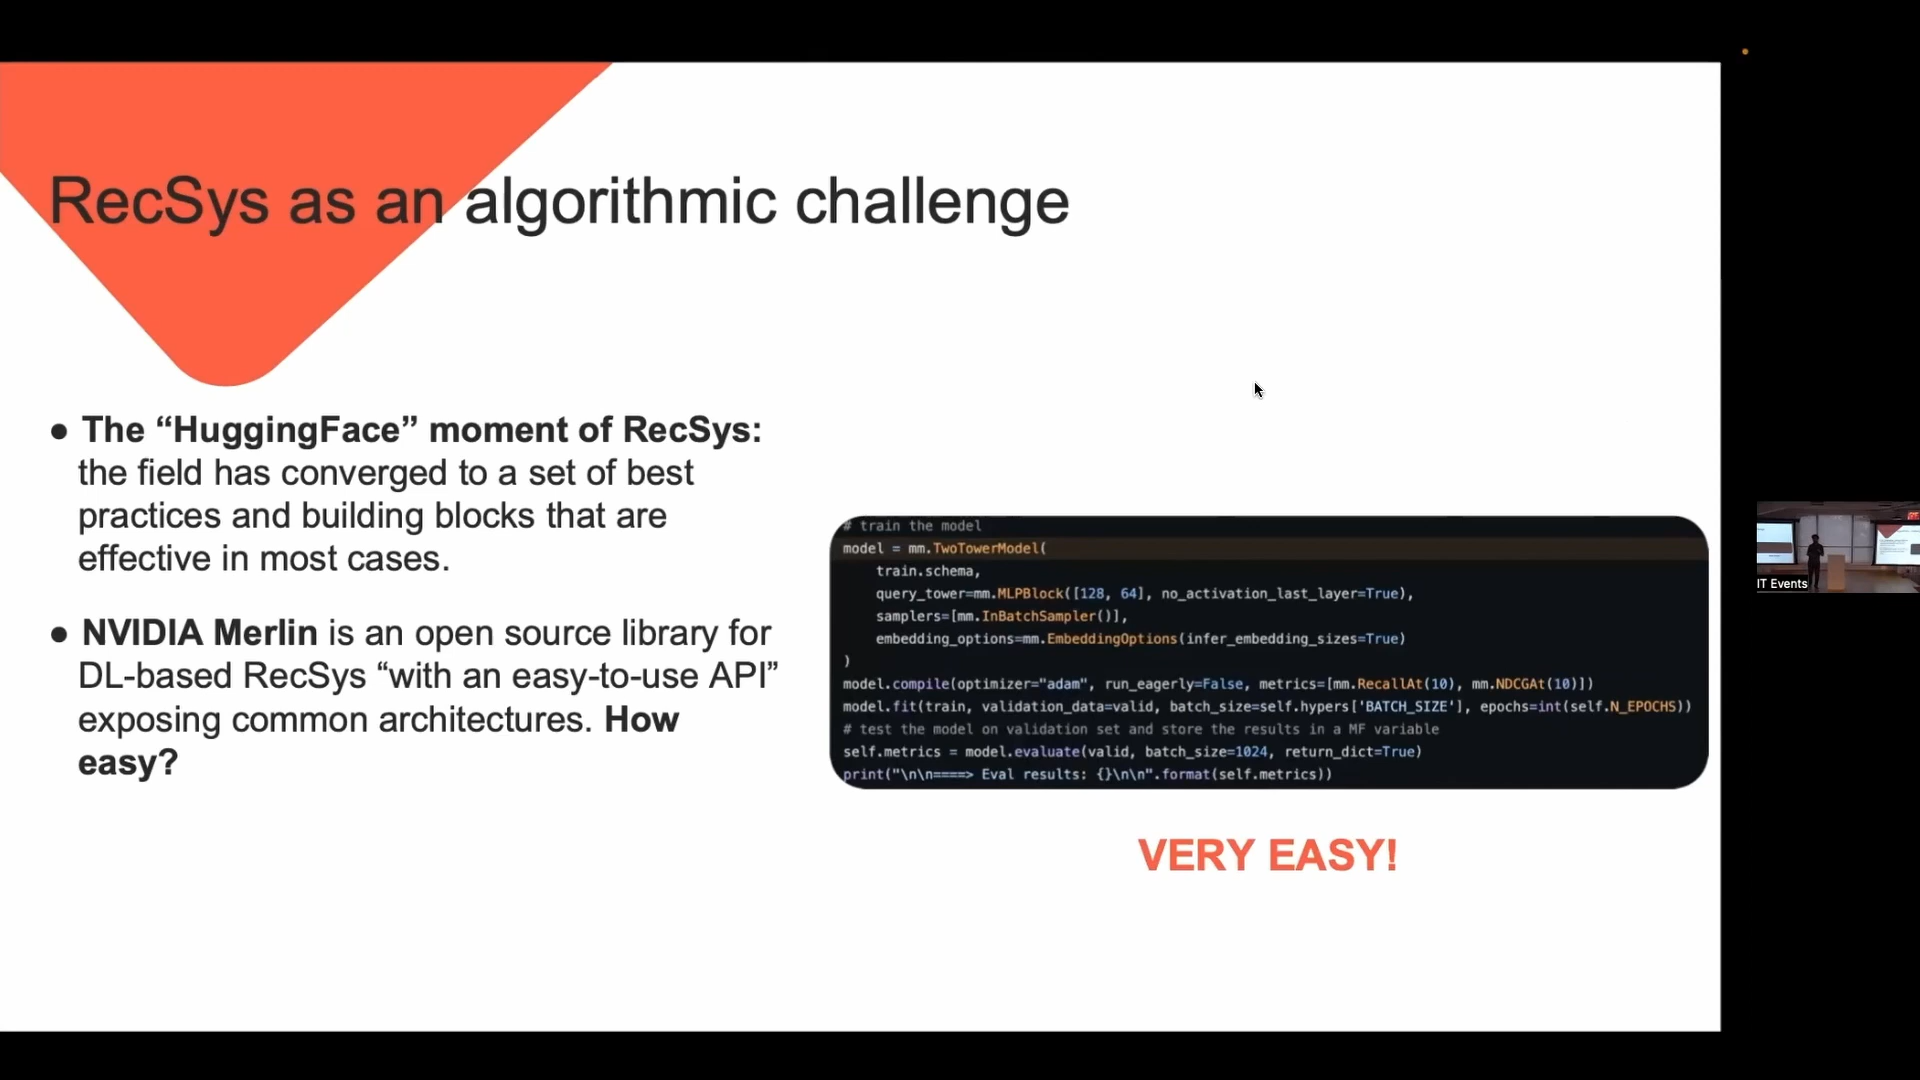 RecSys as an algorithmic challenge
● The “HuggingFace” moment of RecSys:
the field has converged to a set of best
practices and building blocks that are
effective in most cases.
● NVIDIA Merlin is an open source library for
DL-based RecSys “with an easy-to-use API”
exposing common architectures. How
easy?
# train the model
model = mm.TwoTowerModel(
    train.schema,
    query_tower=mm.MLPBlock([128, 64], no_activation_last_layer=True),
    samplers=[mm.InBatchSampler()],
    embedding_options=mm.EmbeddingOptions(infer_embedding_sizes=True)
)
model.compile(optimizer="adam", run_eagerly=False, metrics=[mm.RecallAt(10), mm.NDCGAt(10)])
model.fit(train, validation_data=valid, batch_size=self.hypers['BATCH_SIZE'], epochs=int(self.N_EPOCHS))
# test the model on validation set and store the results in a MF variable
self.metrics = model.evaluate(valid, batch_size=1024, return_dict=True)
print("\n\n====> Eval results: {}\n\n".format(self.metrics))
VERY EASY!
IT Events